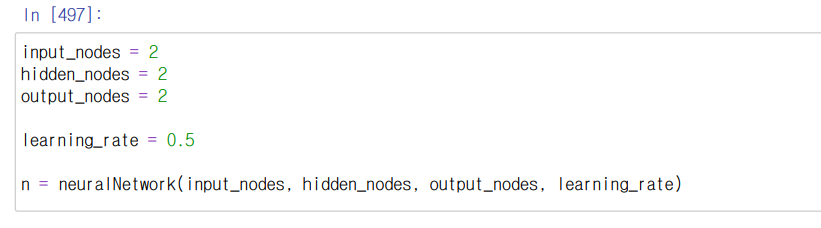 In [497]:
input_nodes = 2
hidden_nodes = 2
output_nodes = 2
learning_rate = 0.5
n = neuralNetwork(input_nodes, hidden_nodes, output_nodes, learning_rate)